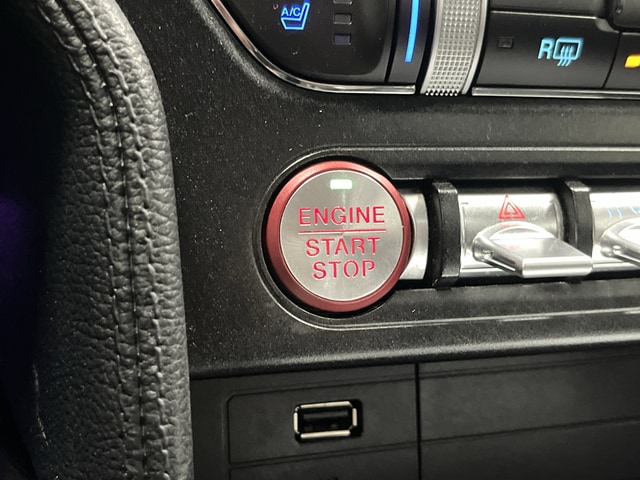 A/C
R
ENGINE
START
STOP